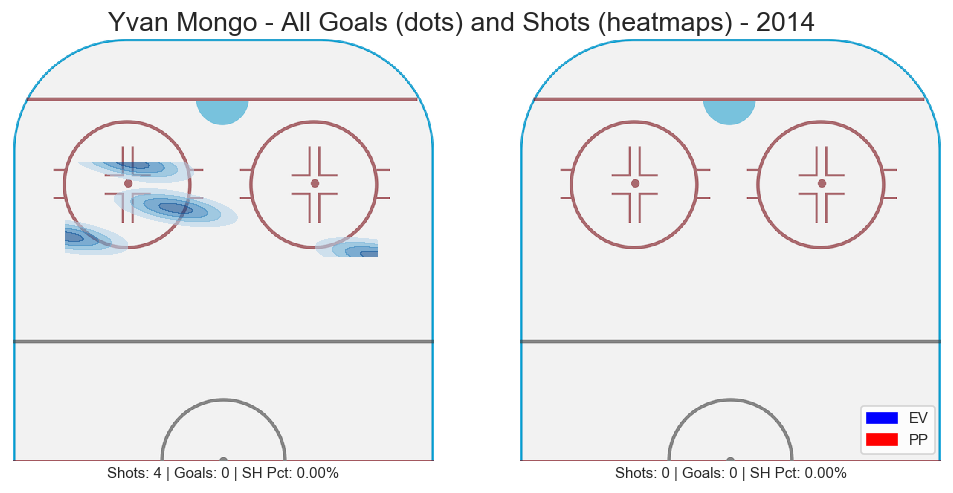 Yvan Mongo - All Goals (dots) and Shots (heatmaps) - 2014
EV
PP
Shots: 4 | Goals: 0 | SH Pct: 0.00%
Shots: 0 | Goals: 0 | SH Pct: 0.00%